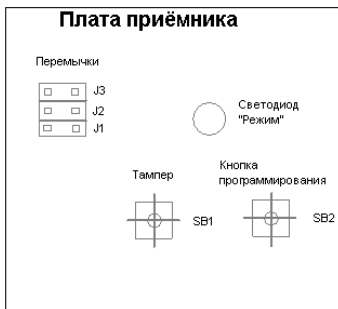 Плата приёмника
Перемычки
J3
J2
J1
Светодиод
"Режим"
Тампер
SB1
Кнопка
программирования
SB2